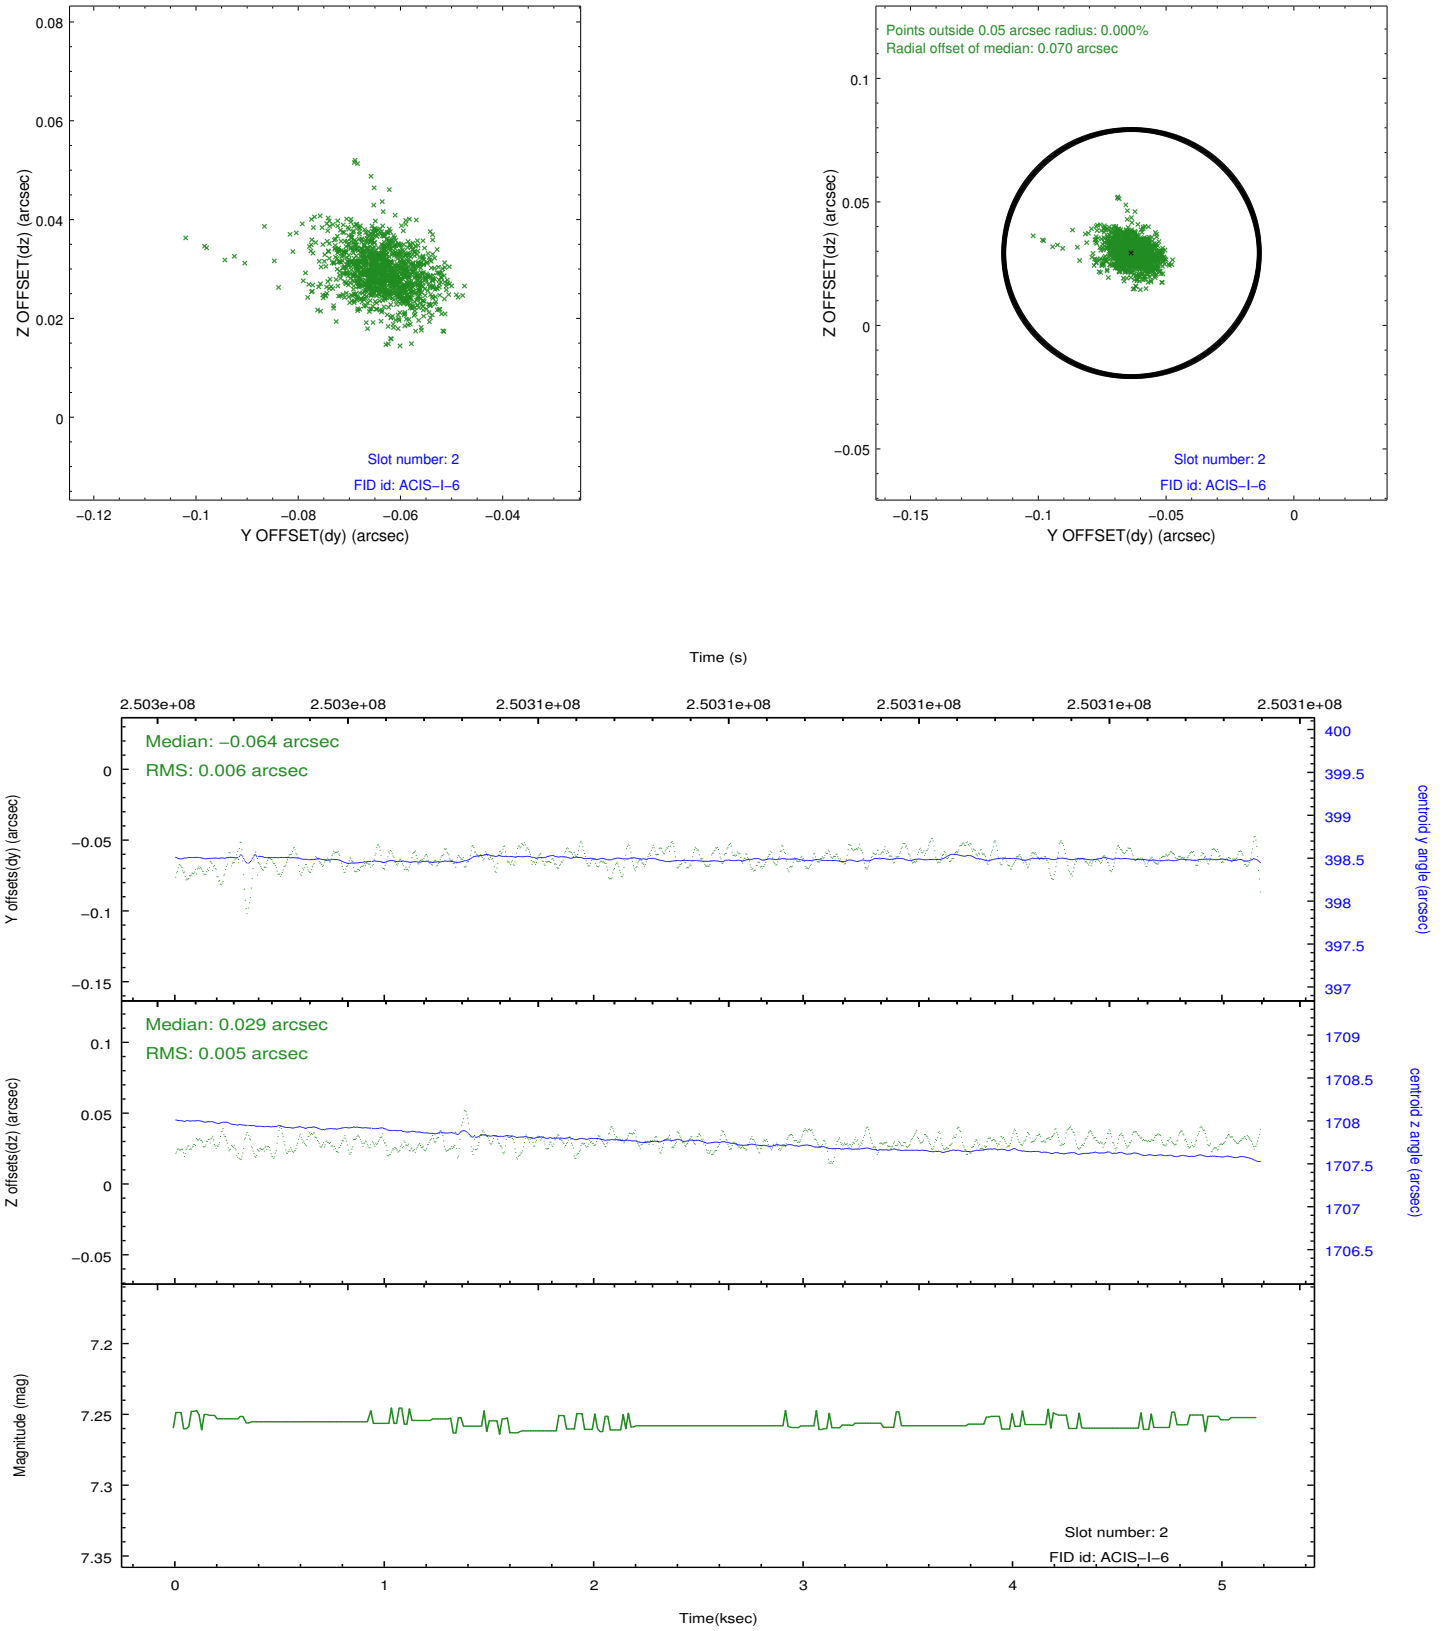 0.08
0.06
0.04
0.02
0
Z OFFSET(dz) (arcsec)
Slot number: 2
FID id: ACIS−I−6
−0.12 −0.1 −0.08 −0.06 −0.04
Y OFFSET(dy) (arcsec)
Points outside 0.05 arcsec radius: 0.000%
Radial offset of median: 0.070 arcsec
0.1
0.05
0
−0.05
Z OFFSET(dz) (arcsec)
Slot number: 2
FID id: ACIS−I−6
−0.15 −0.1 −0.05 0
Y OFFSET(dy) (arcsec)
Time (s)
2.503e+08 2.503e+08 2.5031e+08 2.5031e+08 2.5031e+08 2.5031e+08 2.5031e+08
Median: −0.064 arcsec
RMS: 0.006 arcsec
0
−0.05
−0.1
−0.15
Y offsets(dy) (arcsec)
400
399.5
399
398.5
398
397.5
397
centroid y angle (arcsec)
Median: 0.029 arcsec
RMS: 0.005 arcsec
0.1
0.05
0
−0.05
Z offsets(dz) (arcsec)
1709
1708.5
1708
1707.5
1707
1706.5
centroid z angle (arcsec)
7.2
7.25
7.3
7.35
Magnitude (mag)
Slot number: 2
FID id: ACIS−I−6
0 1 2 3 4 5
Time(ksec)